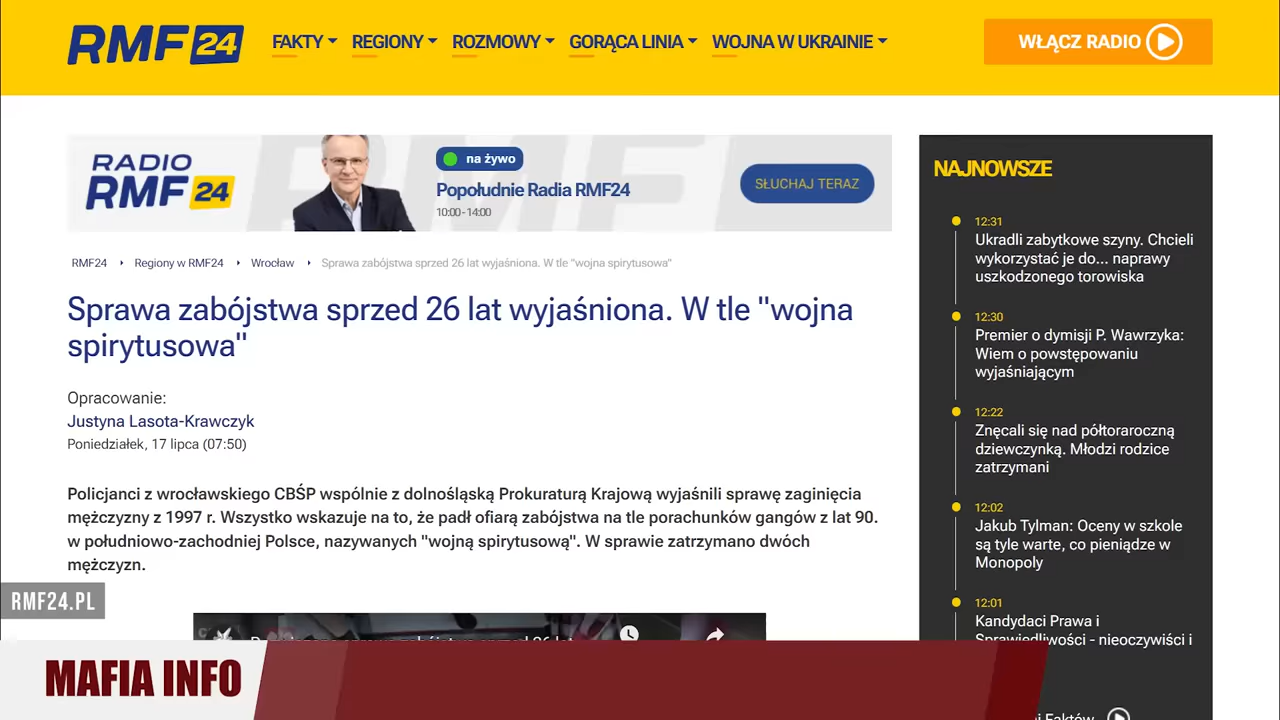 RMF 24
FAKTY
REGIONY
ROZMOWY
GORĄCA LINIA
WOJNA W UKRAINIE
WŁĄCZ RADIO
RADIO
RMF 24
na żywo
Popołudnie Radia RMF24
10:00 - 14:00
SŁUCHAJ TERAZ
RMF24
Regiony w RMF24
Wrocław
Sprawa zabójstwa sprzed 26 lat wyjaśniona. W tle "wojna spirytusowa"
Sprawa zabójstwa sprzed 26 lat wyjaśniona. W tle "wojna
spirytusowa"
Opracowanie:
Justyna Lasota-Krawczyk
Poniedziałek, 17 lipca (07:50)
Policjanci z wrocławskiego CBŚP wspólnie z dolnośląską Prokuraturą Krajową wyjaśnili sprawę zaginięcia
mężczyzny z 1997 r. Wszystko wskazuje na to, że padł ofiarą zabójstwa na tle porachunków gangów z lat 90.
w południowo-zachodniej Polsce, nazywanych "wojną spirytusową". W sprawie zatrzymano dwóch
mężczyzn.
NAJNOWSZE
12:31
Ukradli zabytkowe szyny. Chcieli
wykorzystać je do... naprawy
uszkodzonego torowiska
12:30
Premier o dymisji P. Wawrzyka:
Wiem o powstępowaniu
wyjaśniającym
12:22
Znęcali się nad półtoraroczną
dziewczynką. Młodzi rodzice
zatrzymani
12:02
Jakub Tylman: Oceny w szkole
są tyle warte, co pieniądze w
Monopoly
12:01
Kandydaci Prawa i
Sprawiedliwości - nieoczywiści i
Faktów
RMF24.PL
MAFIA INFO